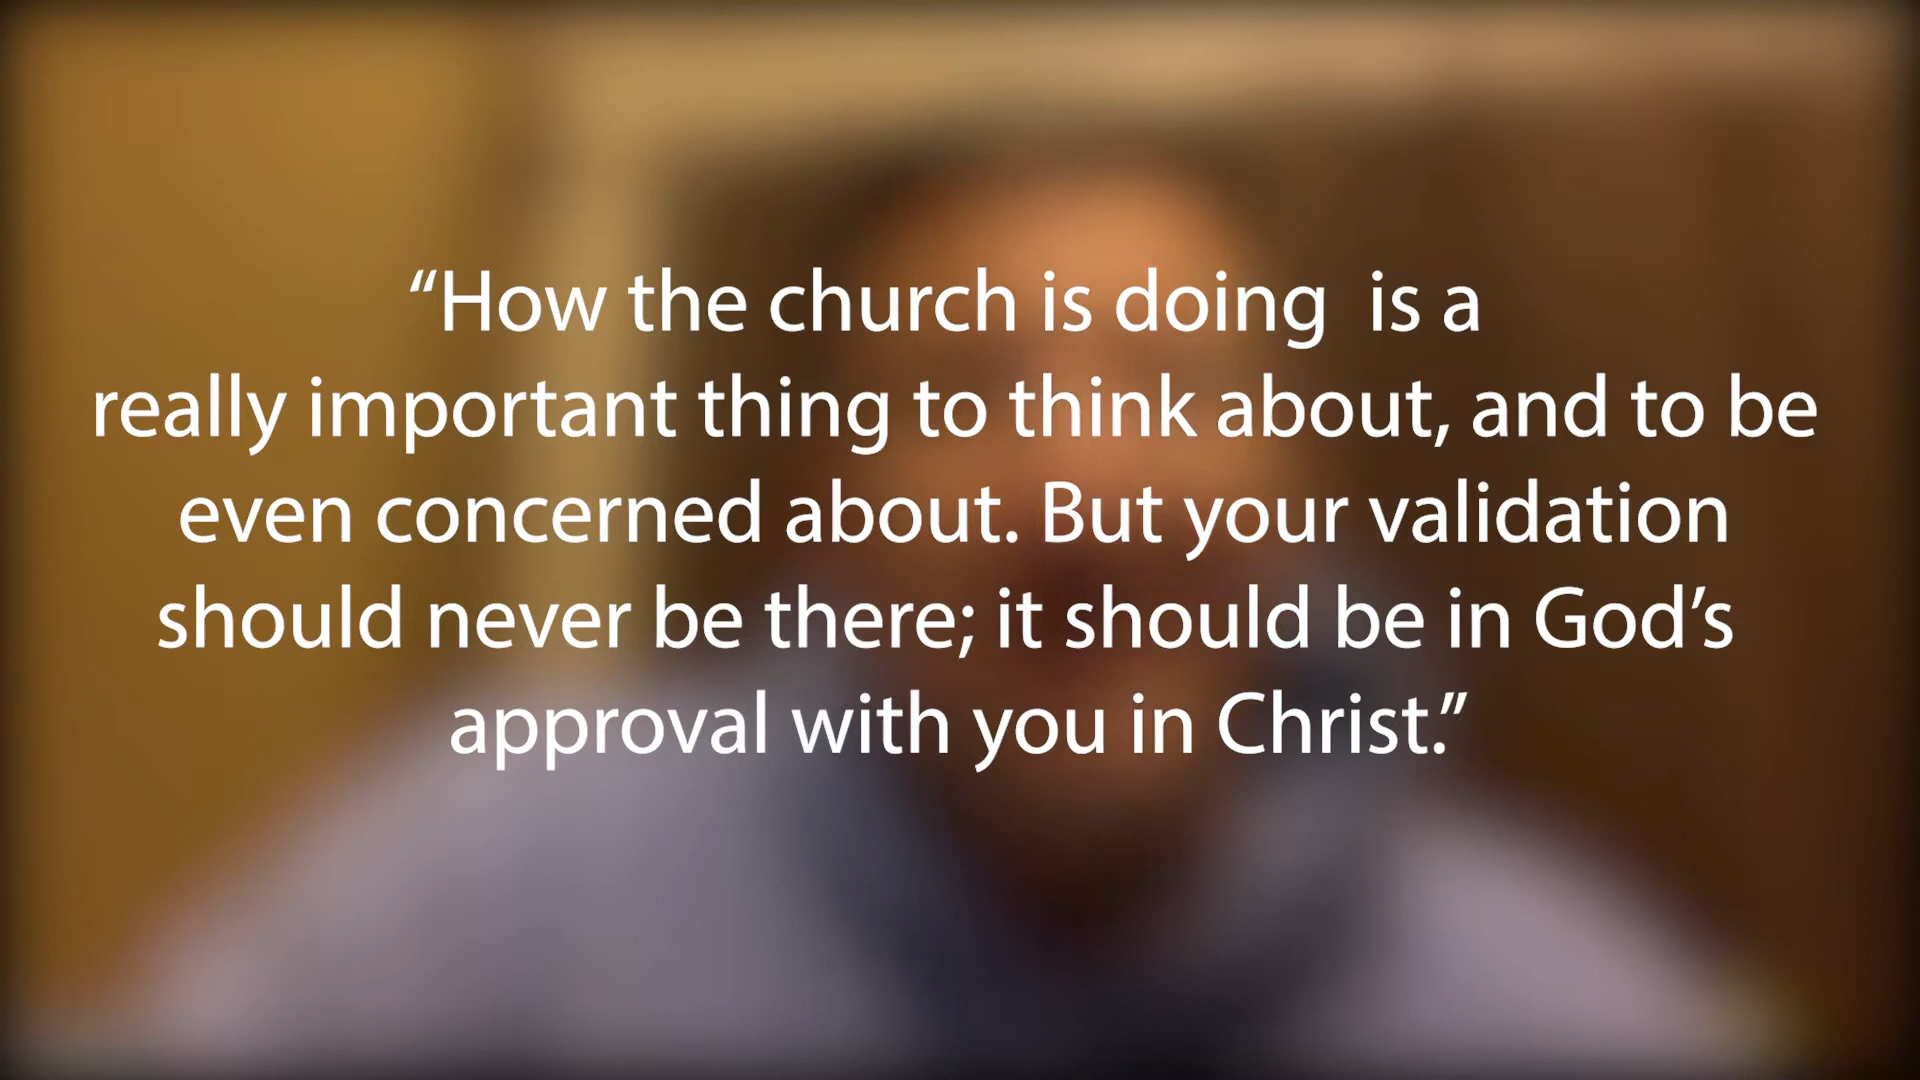 “How the church is doing  is a
really important thing to think about, and to be
even concerned about. But your validation
should never be there; it should be in God’s
approval with you in Christ.”